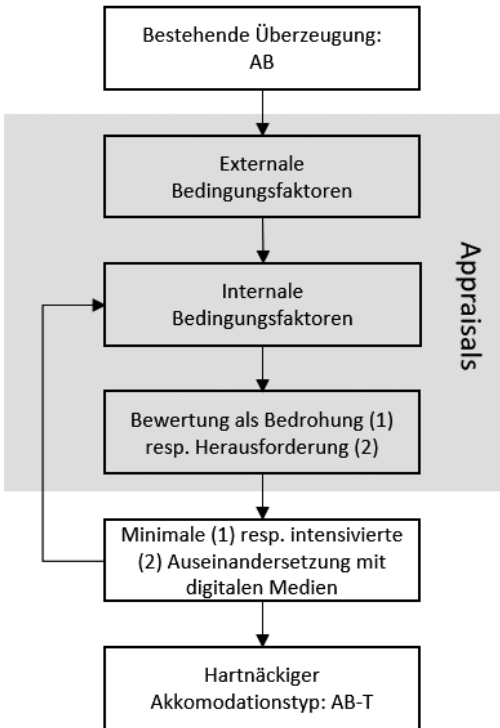 Bestehende Überzeugung:
AB
Externale
Bedingungsfaktoren
Internale
Bedingungsfaktoren
Bewertung als Bedrohung (1)
resp. Herausforderung (2)
Appraisals
Minimale (1) resp. intensivierte
(2) Auseinandersetzung mit
digitalen Medien
Hartnäckiger
Akkomodationstyp: AB-T